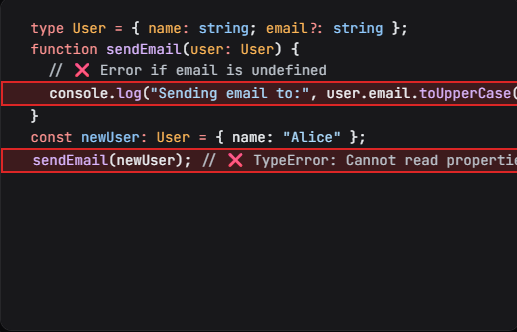 type User = { name: string; email?: string };
function sendEmail(user: User) {
// ❌ Error if email is undefined
console.log("Sending email to:", user.email.toUpperCase(
}
const newUser: User = { name: "Alice" };
sendEmail(newUser); // ❌ TypeError: Cannot read